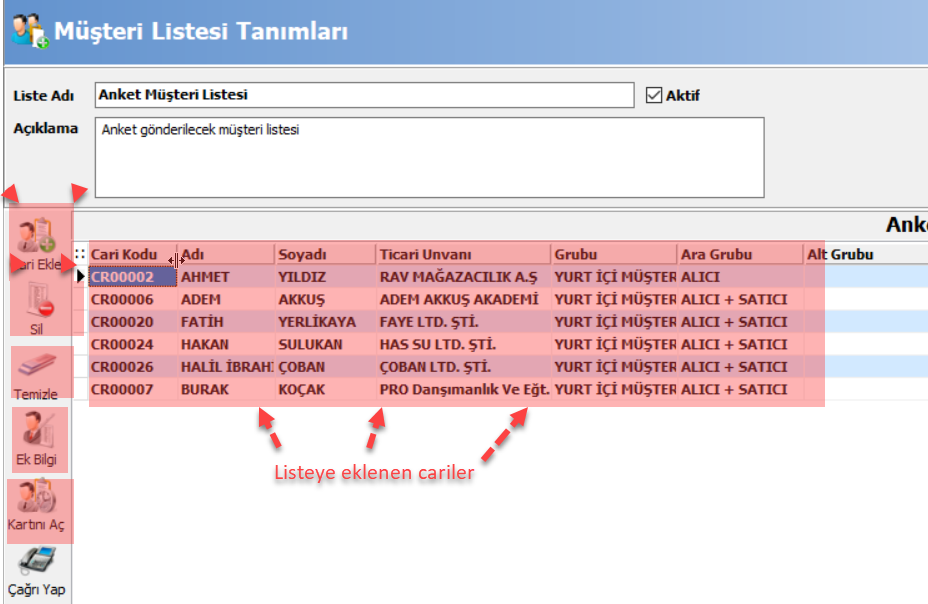 Müşteri Listesi Tanımları
Liste Adı Anket Müşteri Listesi Aktif
Açıklama Anket gönderilecek müşteri listesi
Cari Ekle
Sil
Temizle
Ek Bilgi
Kartını Aç
Çağrı Yap
Cari Kodu Adı Soyadı Ticari Unvanı Grubu Ara Grubu Alt Grubu
CR00002 AHMET YILDIZ RAV MAĞAZACILIK A.Ş YURT İÇİ MÜŞTER ALICI
CR00006 ADEM AKKUŞ ADEM AKKUŞ AKADEMİ YURT İÇİ MÜŞTER ALICI + SATICI
CR00020 FATİH YERLİKAYA FAYE LTD. ŞTİ. YURT İÇİ MÜŞTER ALICI + SATICI
CR00024 HAKAN SULUKAN HAS SU LTD. ŞTİ. YURT İÇİ MÜŞTER ALICI + SATICI
CR00026 HALİL İBRAHİ ÇOBAN ÇOBAN LTD. ŞTİ. YURT İÇİ MÜŞTER ALICI + SATICI
CR00007 BURAK KOÇAK PRO Danşımanlık Ve Eğt. YURT İÇİ MÜŞTER ALICI + SATICI
Listeye eklenen cariler